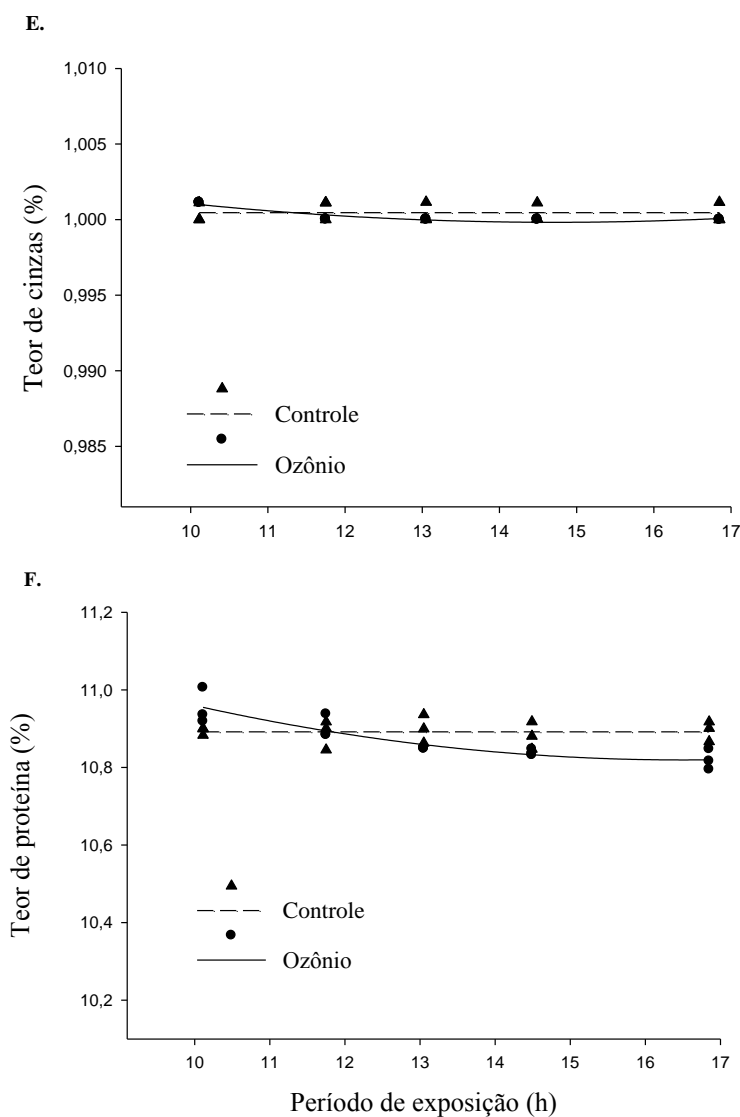 E.
1,010
1,005
1,000
0,995
0,990
0,985
Teor de cinzas (%)
Controle
Ozônio
10 11 12 13 14 15 16 17
F.
11,2
11,0
10,8
10,6
10,4
10,2
Teor de proteína (%)
Controle
Ozônio
10 11 12 13 14 15 16 17
Período de exposição (h)